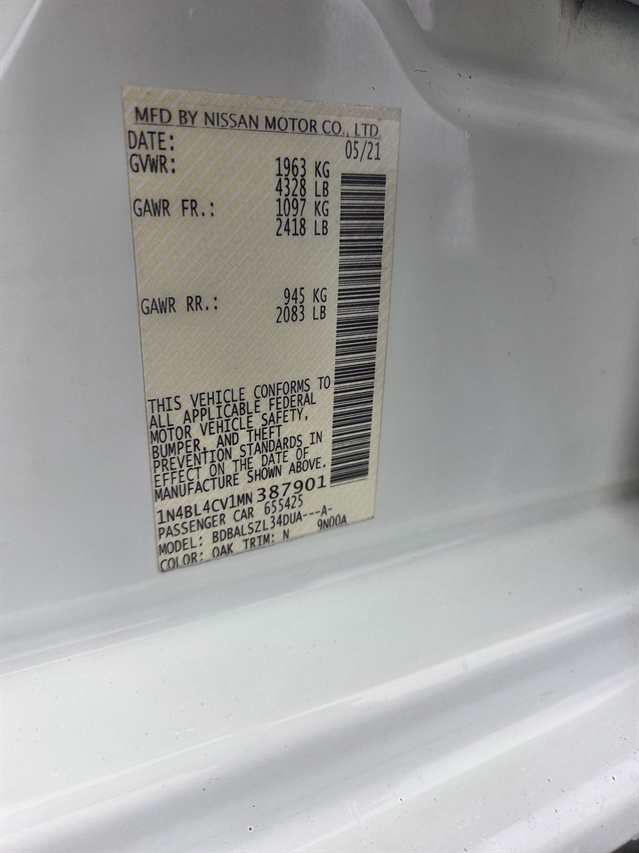 MFD BY NISSAN MOTOR CO., LTD.
DATE: 05/21
GVWR: 1963 KG
4328 LB
GAWR FR.: 1097 KG
2418 LB
GAWR RR.: 945 KG
2083 LB
THIS VEHICLE CONFORMS TO
ALL APPLICABLE FEDERAL
MOTOR VEHICLE SAFETY,
BUMPER, AND THEFT
PREVENTION STANDARDS IN
EFFECT ON THE DATE OF
MANUFACTURE SHOWN ABOVE.
1N4BL4CV1MN387901
PASSENGER CAR 655425
MODEL: BDBALSZL34DUA---A-
COLOR: QAK TRIM: N 9N00A